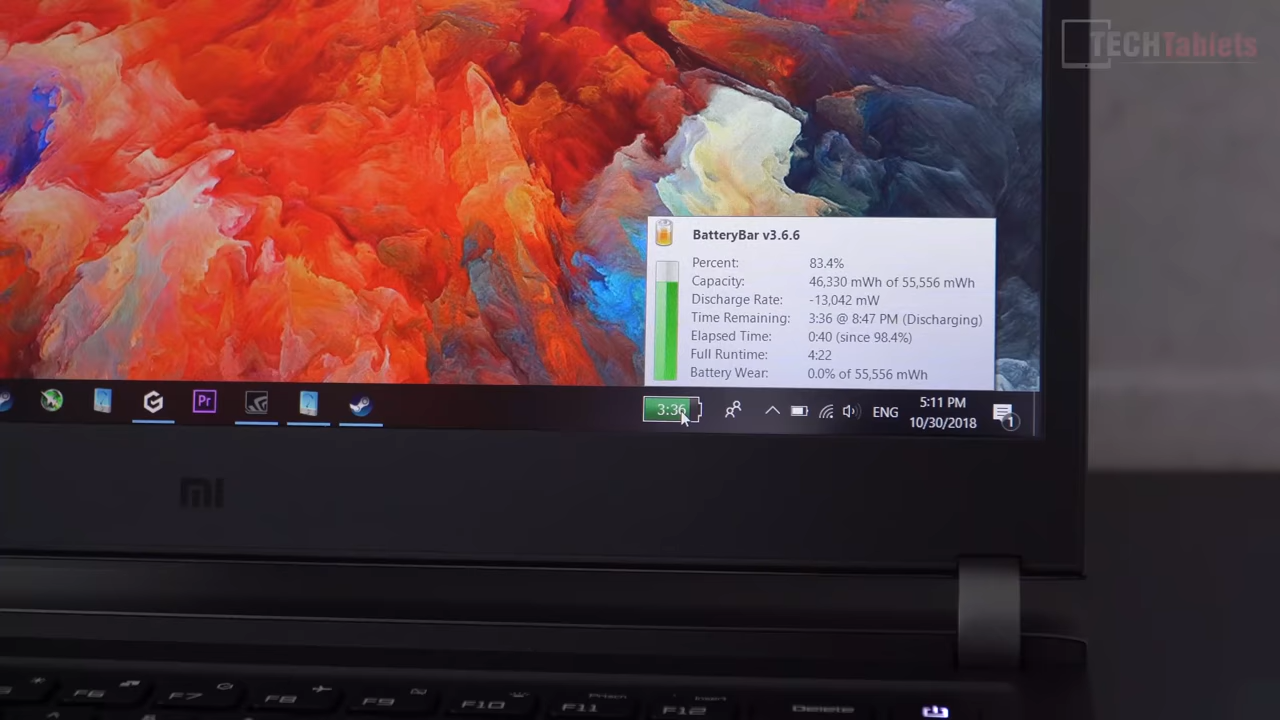 TECHTablets
BatteryBar v3.6.6
Percent: 83.4%
Capacity: 46,330 mWh of 55,556 mWh
Discharge Rate: -13,042 mW
Time Remaining: 3:36 @ 8:47 PM (Discharging)
Elapsed Time: 0:40 (since 98.4%)
Full Runtime: 4:22
Battery Wear: 0.0% of 55,556 mWh
Pr
3:36
ENG
5:11 PM
10/30/2018
1
mi
F6 F7 F8 F9 F10 F11 F12 Delete
Insert